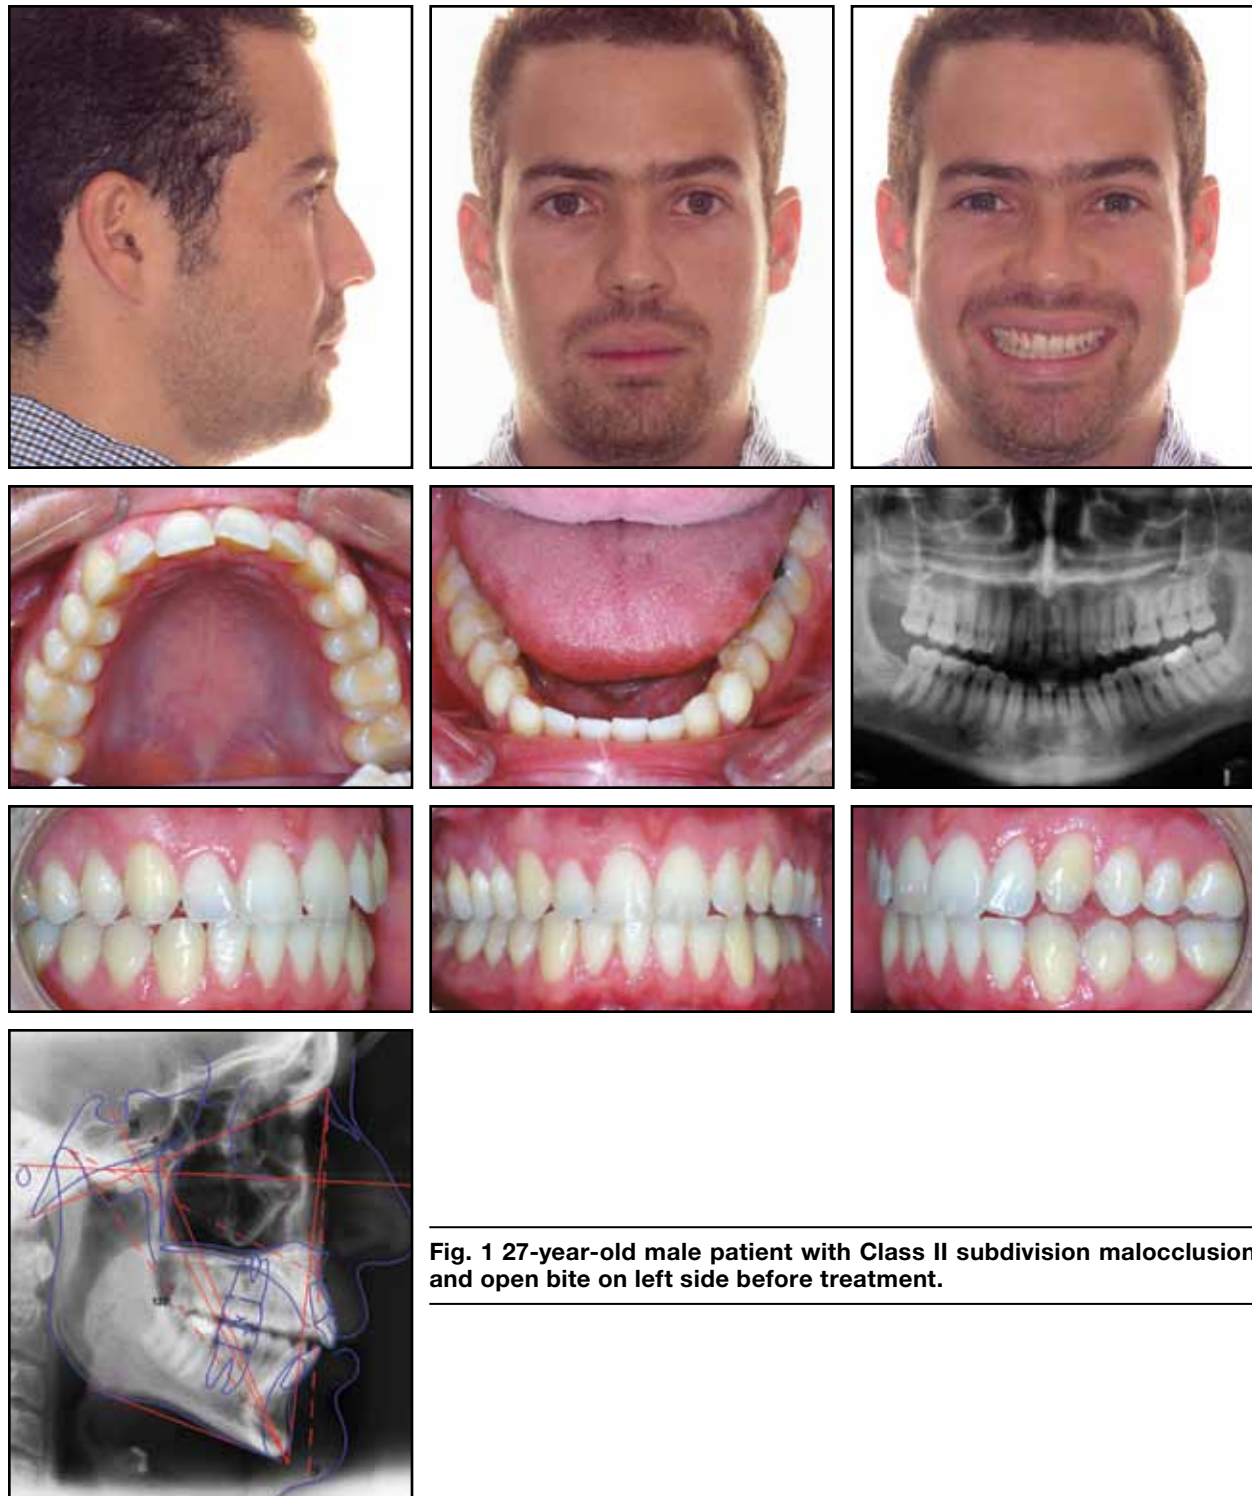 Fig. 1 27-year-old male patient with Class II subdivision malocclusion
and open bite on left side before treatment.